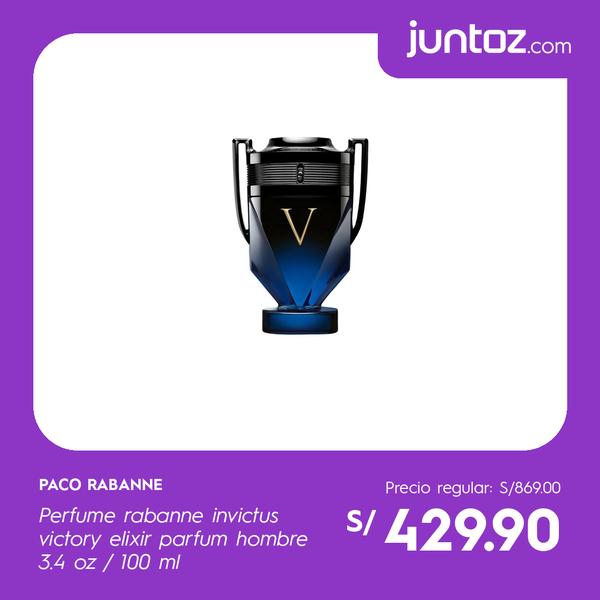 juntoz.com
V
PACO RABANNE
Perfume rabanne invictus
victory elixir parfum hombre
3.4 oz / 100 ml
Precio regular: S/869.00
S/ 429.90